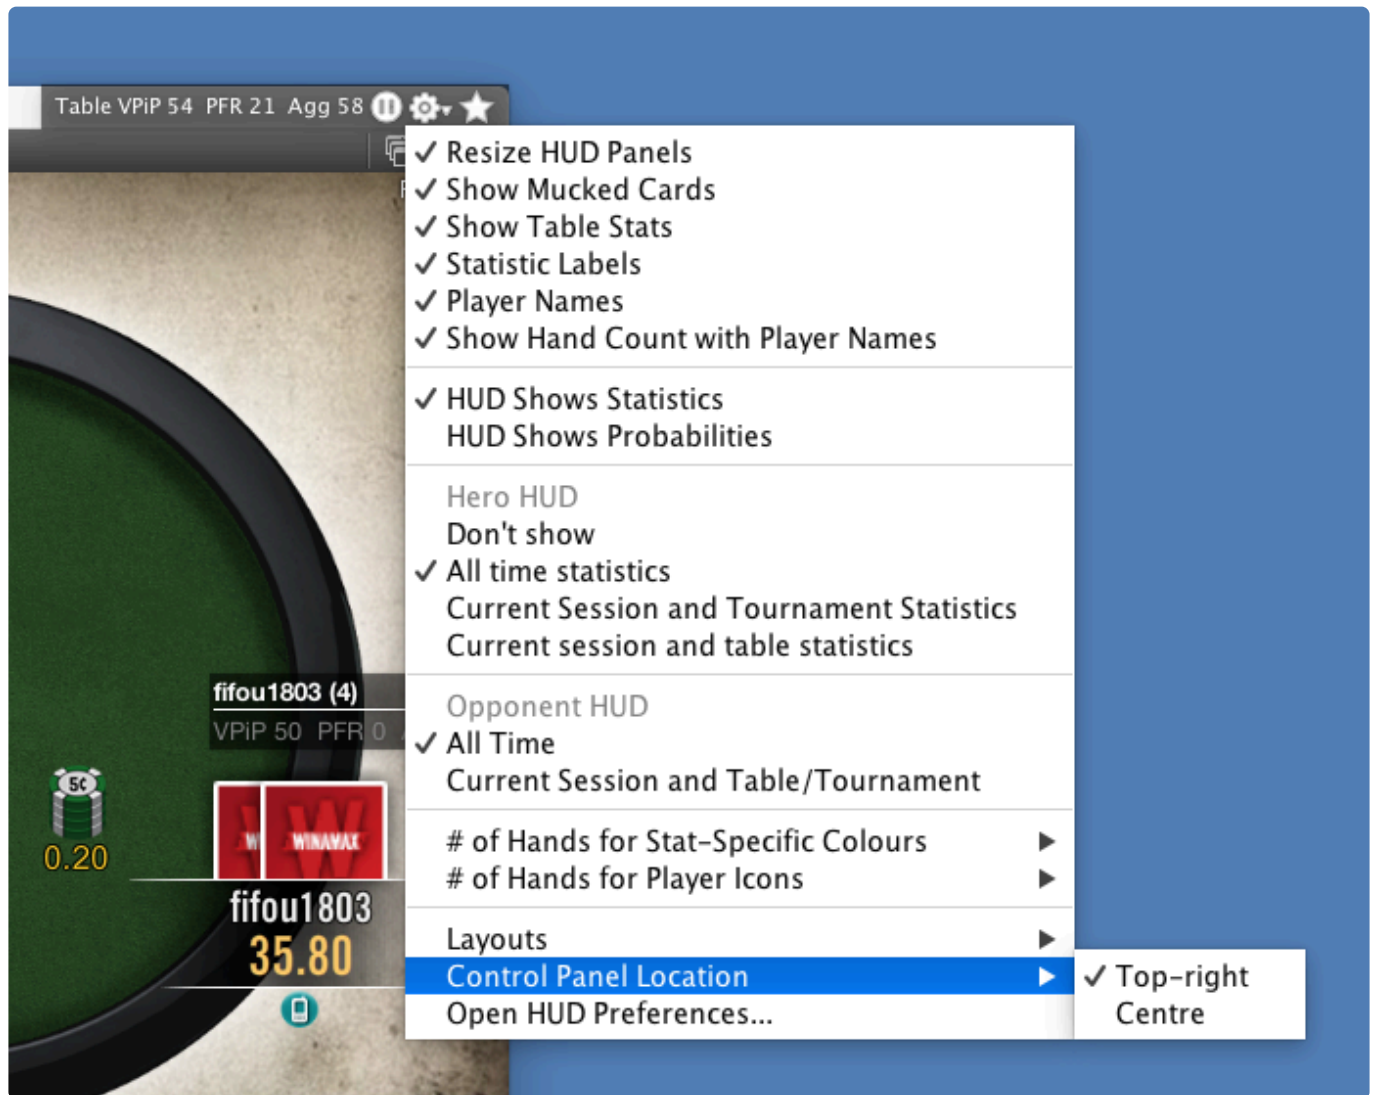 Table VPiP 54 PFR 21 Agg 58
✓ Resize HUD Panels
✓ Show Mucked Cards
✓ Show Table Stats
✓ Statistic Labels
✓ Player Names
✓ Show Hand Count with Player Names
✓ HUD Shows Statistics
HUD Shows Probabilities
Hero HUD
Don't show
✓ All time statistics
Current Session and Tournament Statistics
Current session and table statistics
Opponent HUD
✓ All Time
Current Session and Table/Tournament
# of Hands for Stat-Specific Colours
# of Hands for Player Icons
Layouts
Control Panel Location
Open HUD Preferences...
✓ Top-right
Centre
fifou1803 (4)
VPiP 50 PFR 0
5¢
0.20
W
WINAMAX
fifou1803
35.80